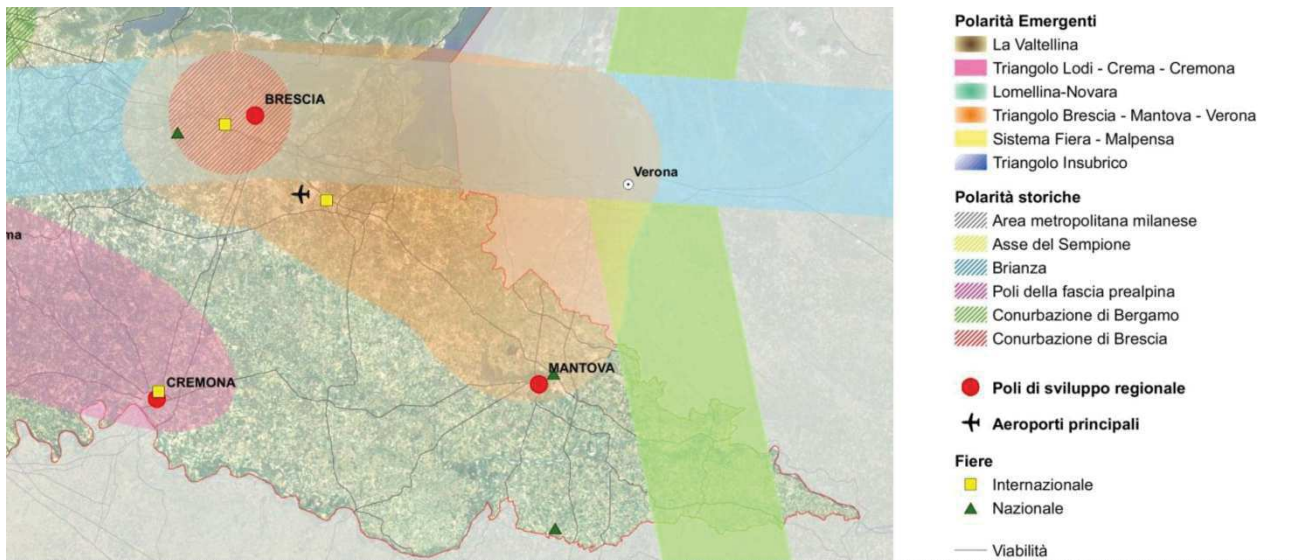 BRESCIA
Verona
ma
CREMONA
MANTOVA
Polarità Emergenti
La Valtellina
Triangolo Lodi - Crema - Cremona
Lomellina-Novara
Triangolo Brescia - Mantova - Verona
Sistema Fiera - Malpensa
Triangolo Insubrico
Polarità storiche
Area metropolitana milanese
Asse del Sempione
Brianza
Poli della fascia prealpina
Conurbazione di Bergamo
Conurbazione di Brescia
Poli di sviluppo regionale
Aeroporti principali
Fiere
Internazionale
Nazionale
Viabilità